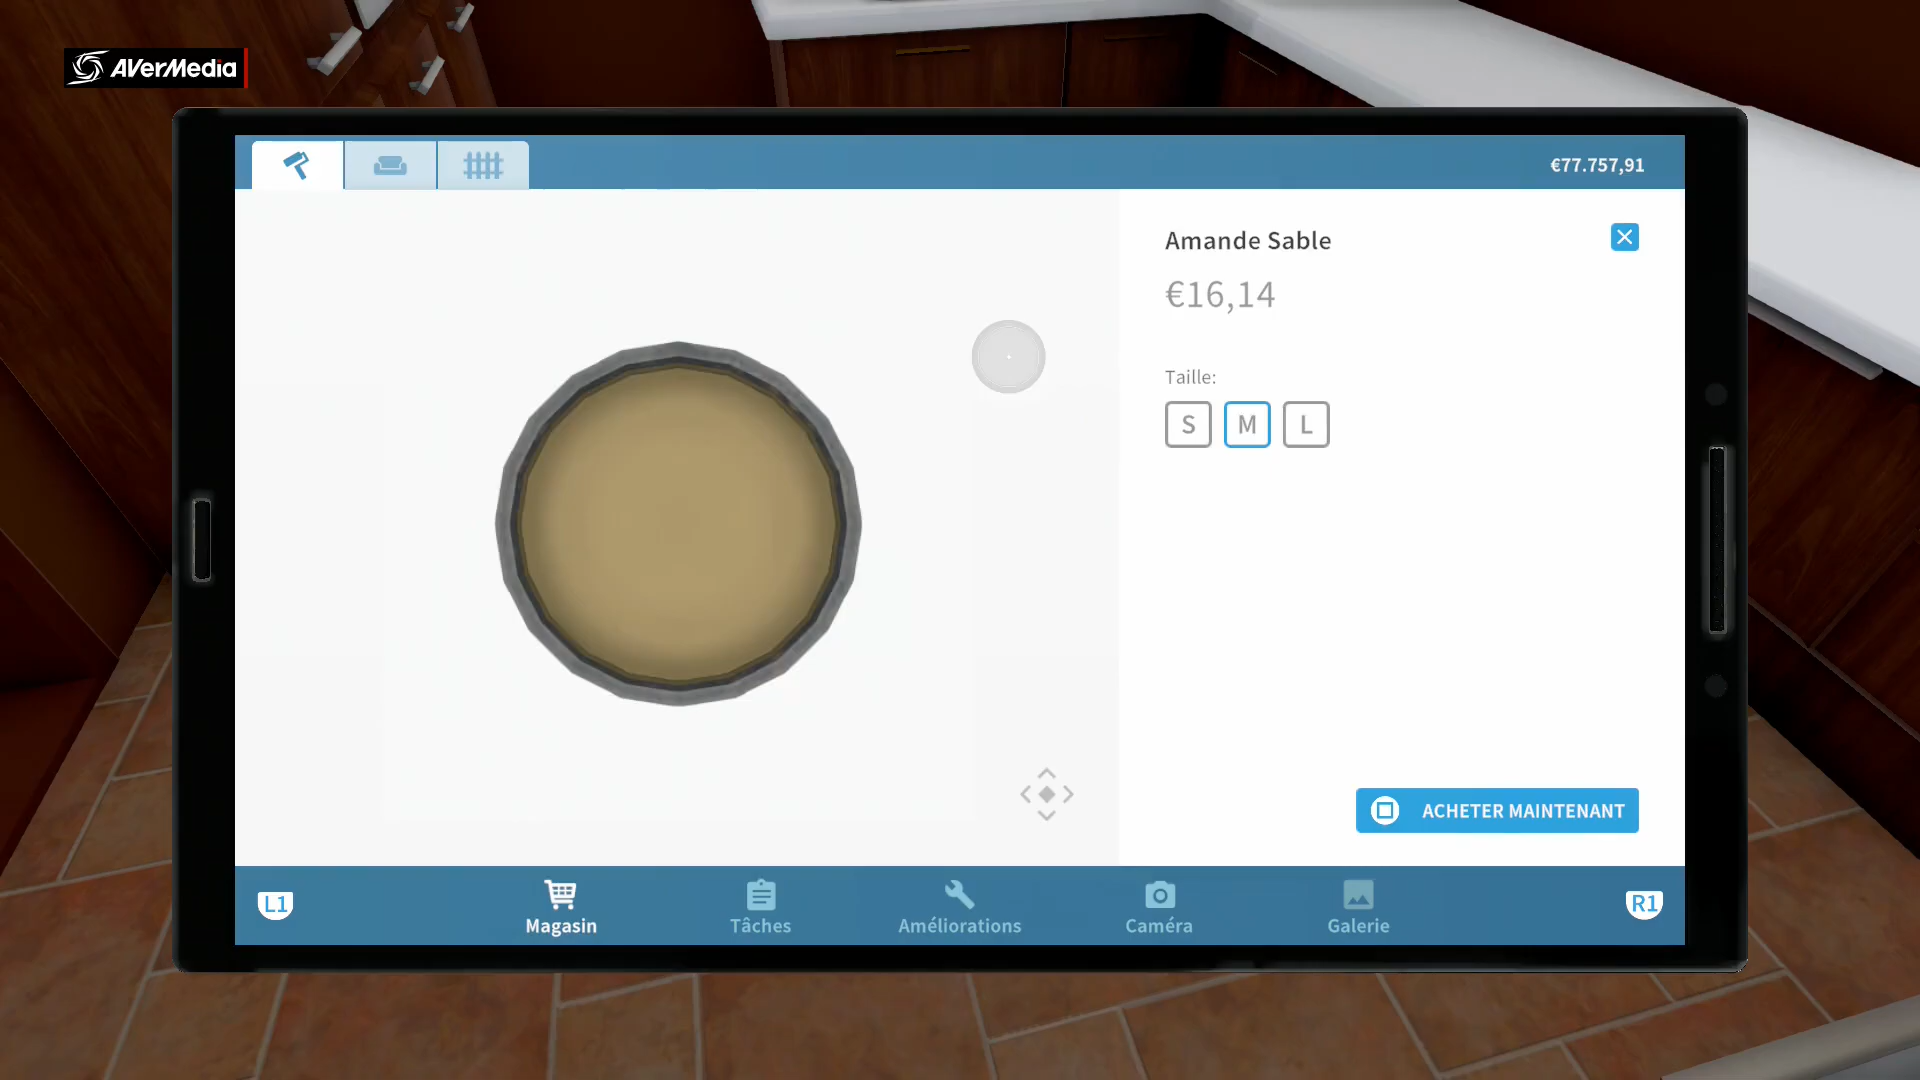 AVerMedia
€77.757,91
Amande Sable
€16,14
Taille:
S M L
ACHETER MAINTENANT
L1
Magasin
Tâches
Améliorations
Caméra
Galerie
R1